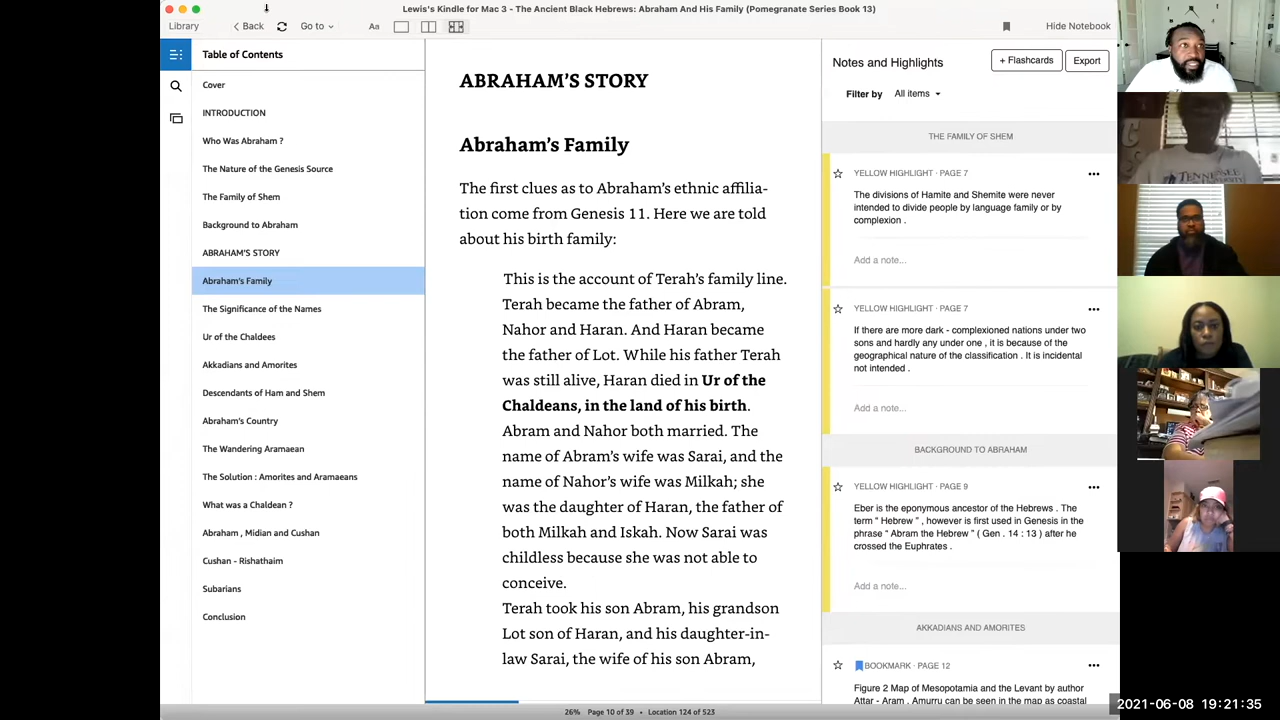 Lewis's Kindle for Mac 3 - The Ancient Black Hebrews: Abraham And His Family (Pomegranate Series Book 13)
Library
Back
Go to
Aa
Hide Notebook
Table of Contents
Cover
INTRODUCTION
Who Was Abraham ?
The Nature of the Genesis Source
The Family of Shem
Background to Abraham
ABRAHAM'S STORY
Abraham's Family
The Significance of the Names
Ur of the Chaldees
Akkadians and Amorites
Descendants of Ham and Shem
Abraham's Country
The Wandering Aramaean
The Solution : Amorites and Aramaeans
What was a Chaldean ?
Abraham , Midian and Cushan
Cushan - Rishathaim
Subarians
Conclusion
ABRAHAM'S STORY
Abraham's Family
The first clues as to Abraham's ethnic affilia-
tion come from Genesis 11. Here we are told
about his birth family:
This is the account of Terah's family line.
Terah became the father of Abram,
Nahor and Haran. And Haran became
the father of Lot. While his father Terah
was still alive, Haran died in Ur of the
Chaldeans, in the land of his birth.
Abram and Nahor both married. The
name of Abram's wife was Sarai, and the
name of Nahor's wife was Milkah; she
was the daughter of Haran, the father of
both Milkah and Iskah. Now Sarai was
childless because she was not able to
conceive.
Terah took his son Abram, his grandson
Lot son of Haran, and his daughter-in-
law Sarai, the wife of his son Abram,
26% Page 10 of 39 • Location 124 of 523
Notes and Highlights
+ Flashcards
Export
Filter by All items
THE FAMILY OF SHEM
YELLOW HIGHLIGHT · PAGE 7
The divisions of Hamite and Shemite were never
intended to divide people by language family or by
complexion .
Add a note...
YELLOW HIGHLIGHT · PAGE 7
If there are more dark - complexioned nations under two
sons and hardly any under one , it is because of the
geographical nature of the classification . It is incidental
not intended .
Add a note...
BACKGROUND TO ABRAHAM
YELLOW HIGHLIGHT · PAGE 9
Eber is the eponymous ancestor of the Hebrews . The
term " Hebrew " , however is first used in Genesis in the
phrase " Abram the Hebrew " ( Gen . 14 : 13 ) after he
crossed the Euphrates .
Add a note...
AKKADIANS AND AMORITES
BOOKMARK · PAGE 12
Figure 2 Map of Mesopotamia and the Levant by author
Attar - Aram . Amurru can be seen in the map as coastal
2021-06-08 19:21:35